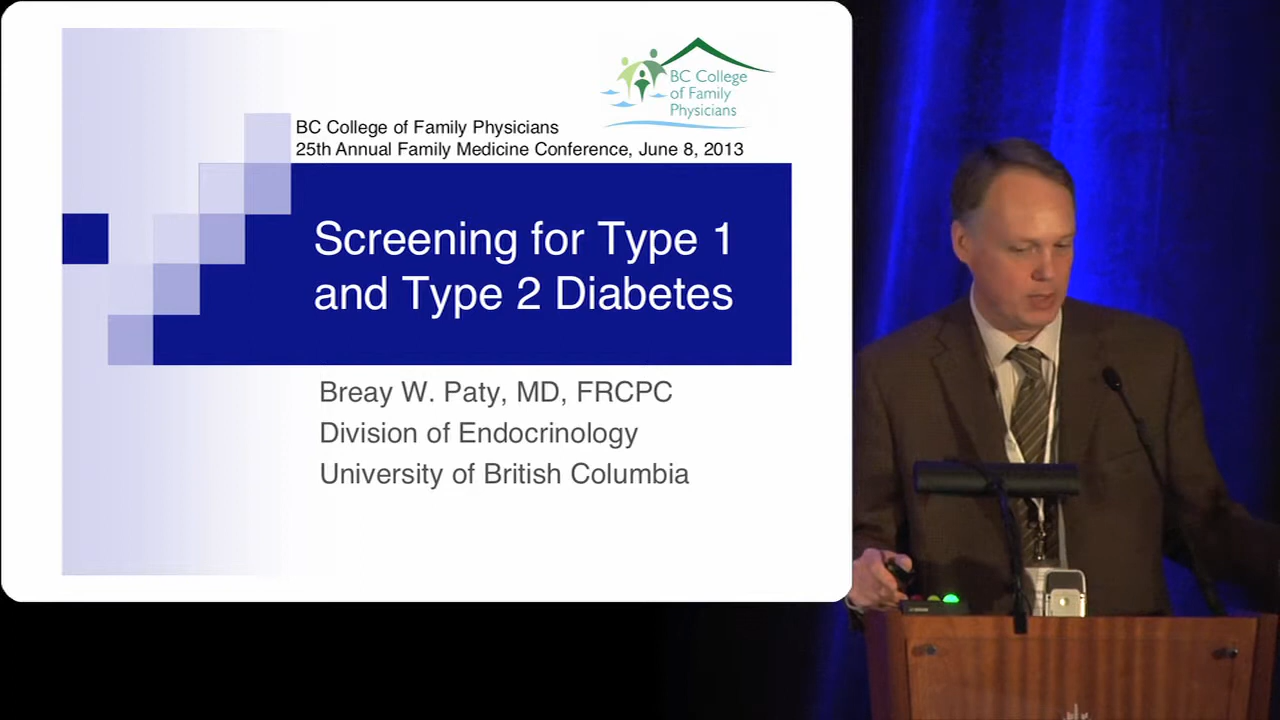 BC College
of Family
Physicians
BC College of Family Physicians
25th Annual Family Medicine Conference, June 8, 2013
Screening for Type 1
and Type 2 Diabetes
Breay W. Paty, MD, FRCPC
Division of Endocrinology
University of British Columbia